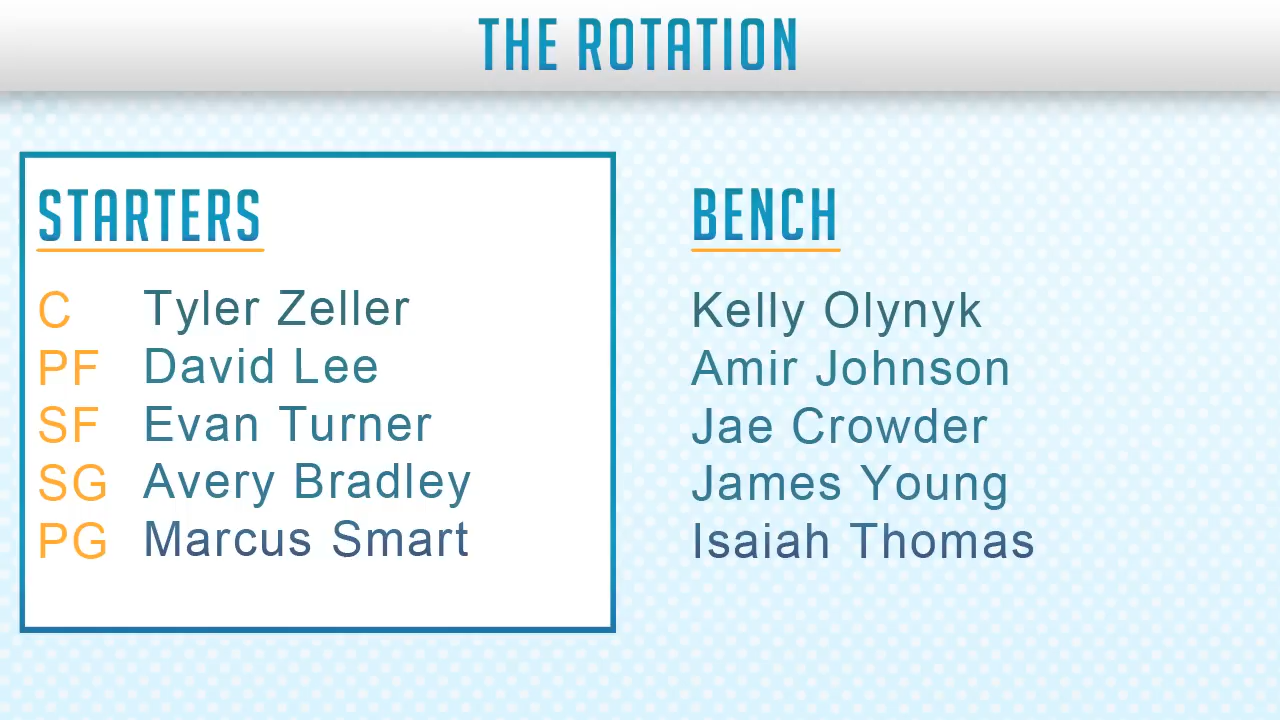 THE ROTATION
STARTERS
C Tyler Zeller
PF David Lee
SF Evan Turner
SG Avery Bradley
PG Marcus Smart
BENCH
Kelly Olynyk
Amir Johnson
Jae Crowder
James Young
Isaiah Thomas